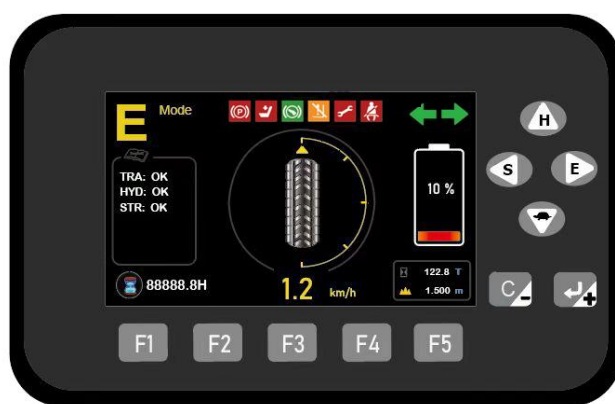 E Mode
(P)
TRA: OK
HYD: OK
STR: OK
10 %
88888.8H
1.2 km/h
122.8 T
1.500 m
H
S
E
C -
+
F1 F2 F3 F4 F5